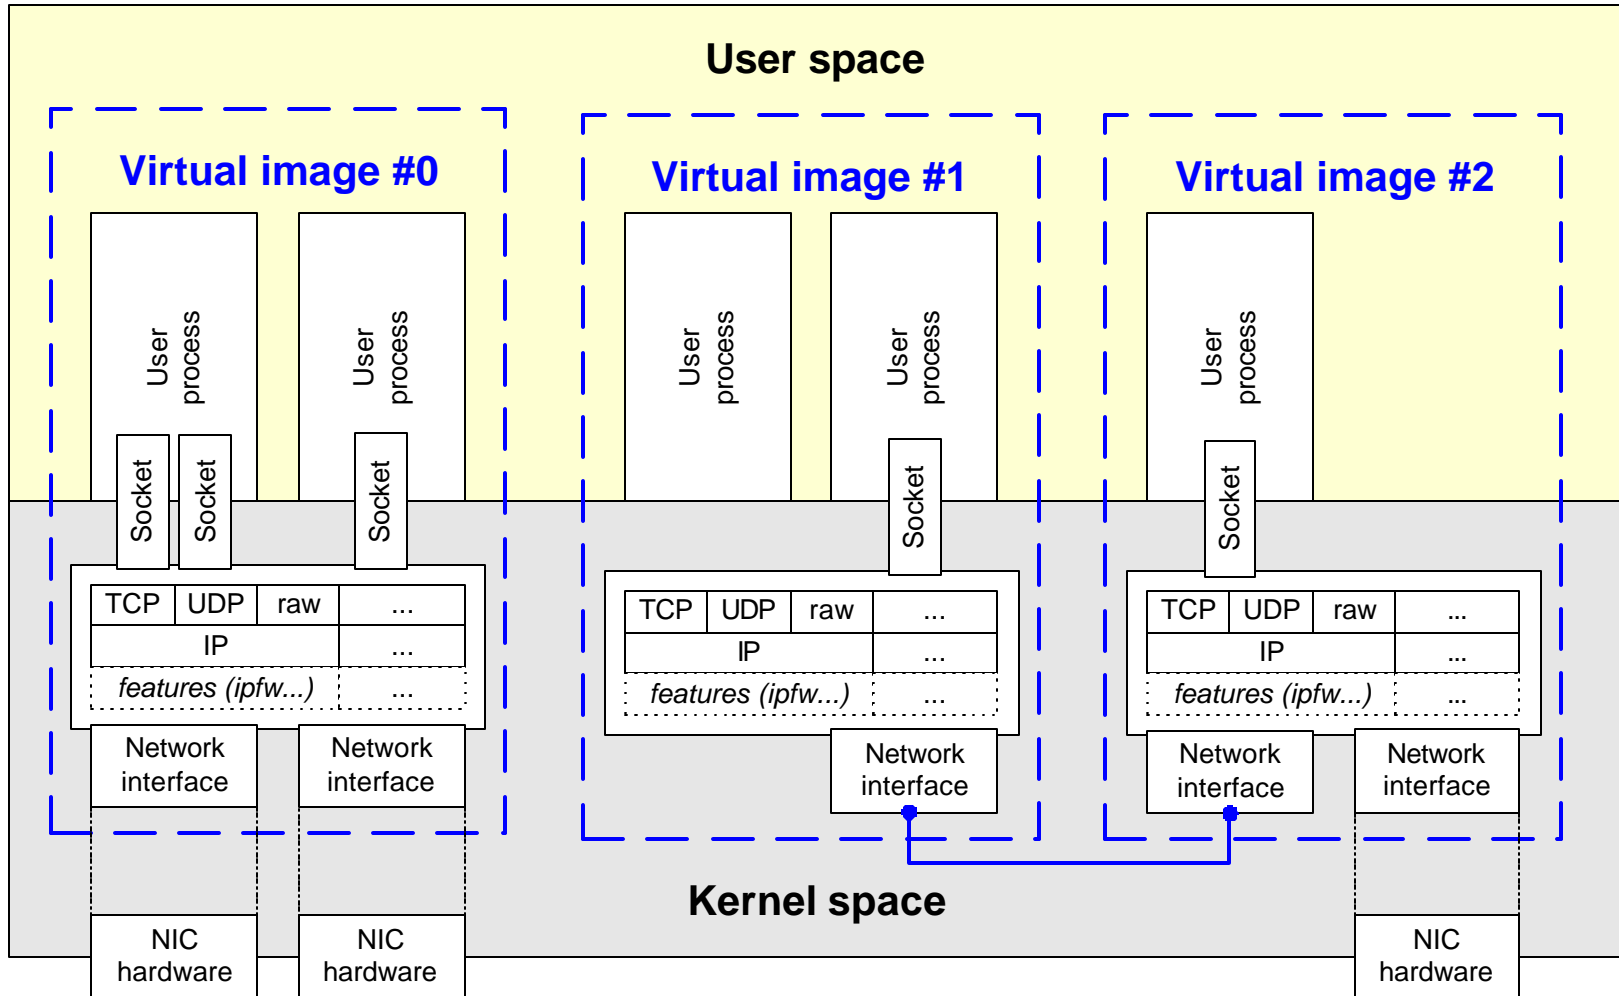 User space
Virtual image #0
Virtual image #1
Virtual image #2
User
process
User
process
User
process
User
process
User
process
Socket
Socket
Socket
Socket
Socket
TCP UDP raw ...
IP ...
features (ipfw...) ...
TCP UDP raw ...
IP ...
features (ipfw...) ...
TCP UDP raw ...
IP ...
features (ipfw...) ...
Network
interface
Network
interface
Network
interface
Network
interface
Network
interface
Kernel space
NIC
hardware
NIC
hardware
NIC
hardware